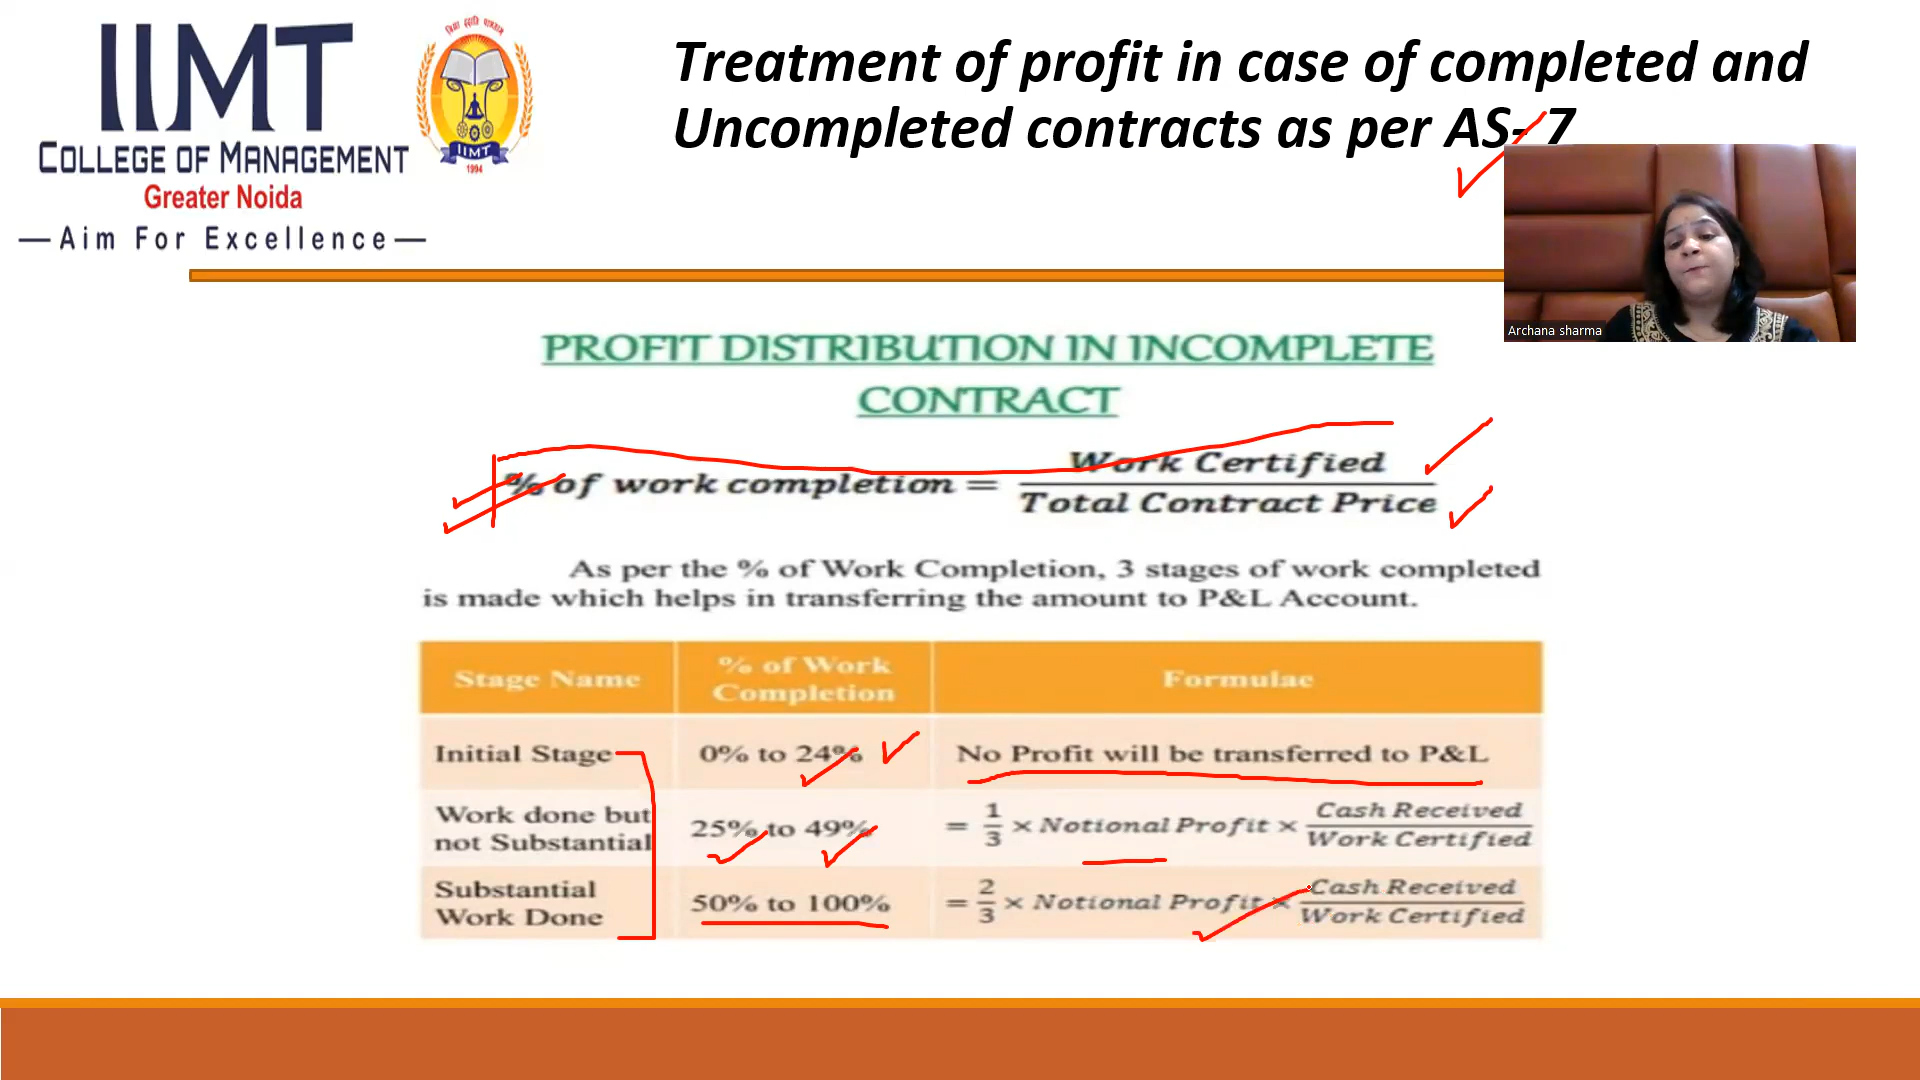 IIMT
COLLEGE OF MANAGEMENT
Greater Noida
—Aim For Excellence—
IIMT
1994
Treatment of profit in case of completed and
Uncompleted contracts as per AS- 7
Archana sharma
PROFIT DISTRIBUTION IN INCOMPLETE
CONTRACT
% of work completion = Work Certified
Total Contract Price
As per the % of Work Completion, 3 stages of work completed
is made which helps in transferring the amount to P&L Account.
Stage Name
% of Work
Completion
Formulae
Initial Stage
0% to 24%
No Profit will be transferred to P&L
Work done but
not Substantial
25% to 49%
= 1/3 × Notional Profit × Cash Received / Work Certified
Substantial
Work Done
50% to 100%
= 2/3 × Notional Profit × Cash Received / Work Certified